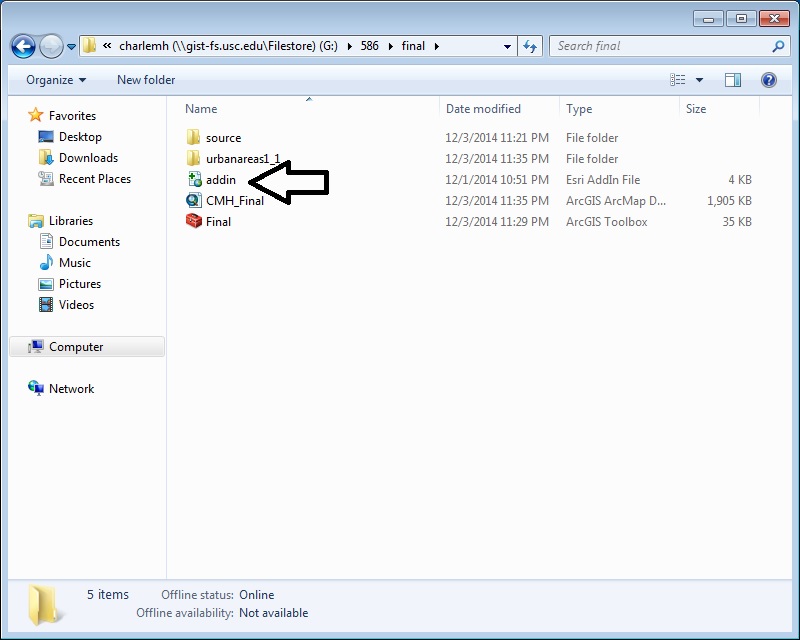 « charlemh (\\gist-fs.usc.edu\Filestore) (G:) ▸ 586 ▸ final ▸ Search final
Organize New folder
Name Date modified Type Size
Favorites
Desktop
Downloads
Recent Places
Libraries
Documents
Music
Pictures
Videos
Computer
Network
source 12/3/2014 11:21 PM File folder
urbanareas1_1 12/3/2014 11:35 PM File folder
addin 12/1/2014 10:51 PM Esri AddIn File 4 KB
CMH_Final 12/3/2014 11:35 PM ArcGIS ArcMap D... 1,905 KB
Final 12/3/2014 11:29 PM ArcGIS Toolbox 35 KB
5 items Offline status: Online
Offline availability: Not available